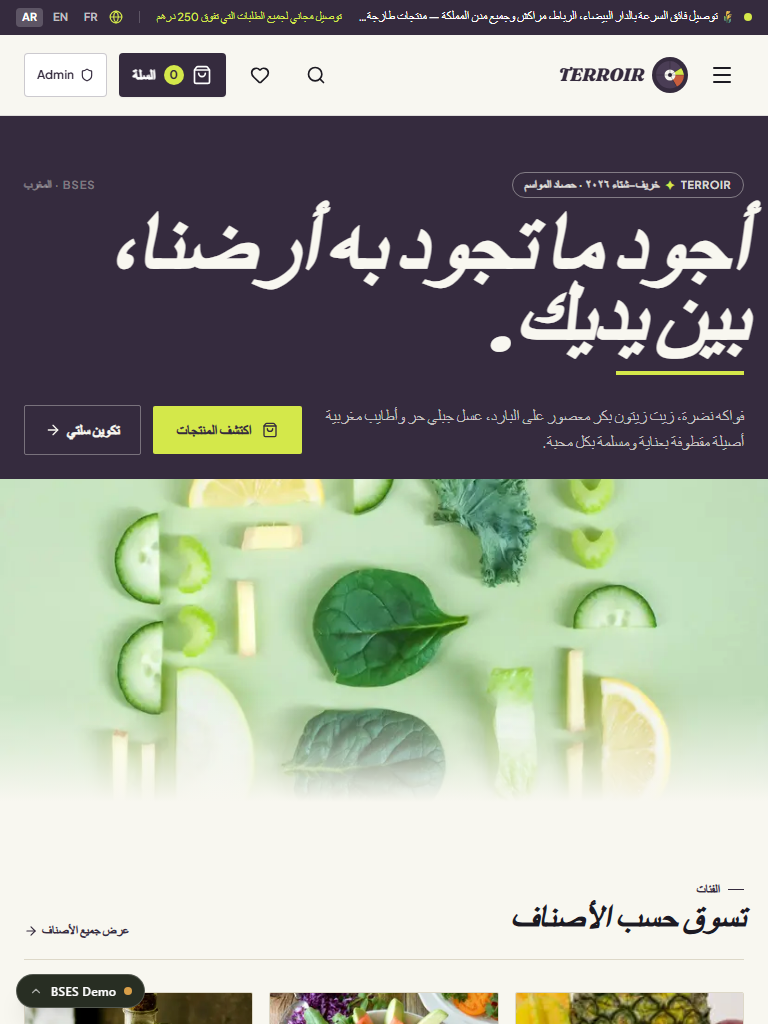 🌾 توصيل فائق السرعة بالدار البيضاء، الرباط، مراكش وجميع مدن المملكة — منتجات طازجة...
توصيل مجاني لجميع الطلبات التي تفوق 250 درهم
FR EN AR
TERROIR
السلة 0
Admin
TERROIR ✦ خريف–شتاء ٢٠٢٦ · حصاد المواسم
BSES · المغرب
أجود ما تجود به أرضنا،
بين يديك.
فواكه نضرة، زيت زيتون بكر معصور على البارد، عسل جبلي حر وأطايب مغربية
أصيلة مقطوفة بعناية ومسلمة بكل محبة.
اكتشف المنتجات
تكوين سلتي →
الفئات
تسوق حسب الأصناف
عرض جميع الأصناف →
BSES Demo